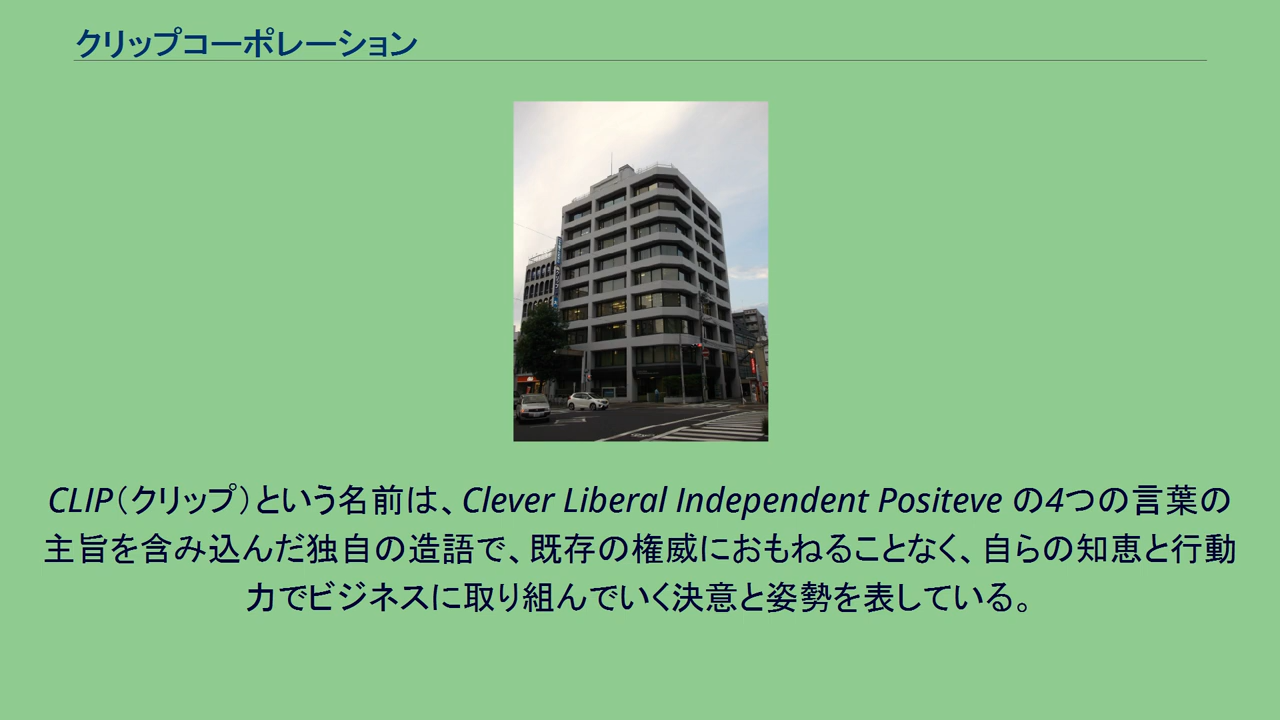 クリップコーポレーション
CLIP（クリップ）という名前は、Clever Liberal Independent Positeve の4つの言葉の
主旨を含み込んだ独自の造語で、既存の権威におもねることなく、自らの知恵と行動
力でビジネスに取り組んでいく決意と姿勢を表している。